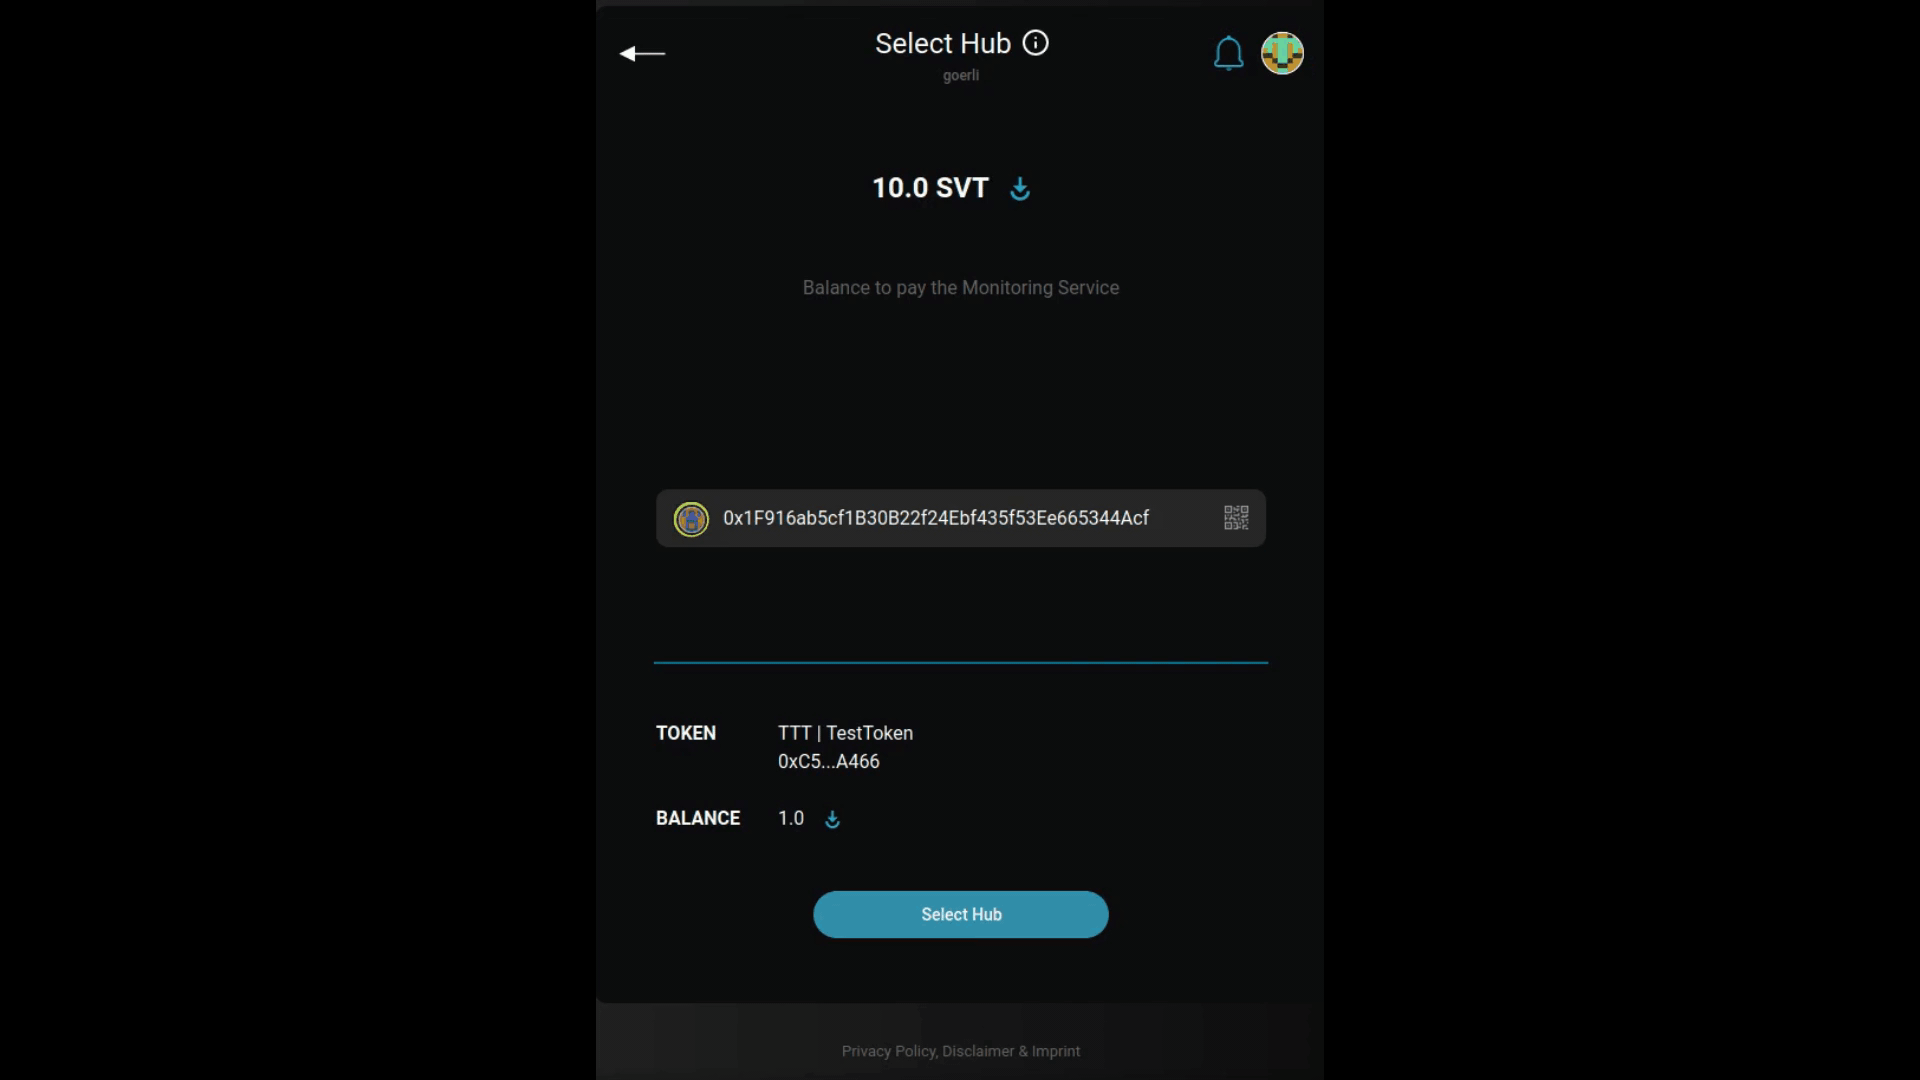 Select Hub
goerli
10.0 SVT
Balance to pay the Monitoring Service
0x1F916ab5cf1B30B22f24Ebf435f53Ee665344Acf
TOKEN TTT | TestToken
0xC5...A466
BALANCE 1.0
Select Hub
Privacy Policy, Disclaimer & Imprint